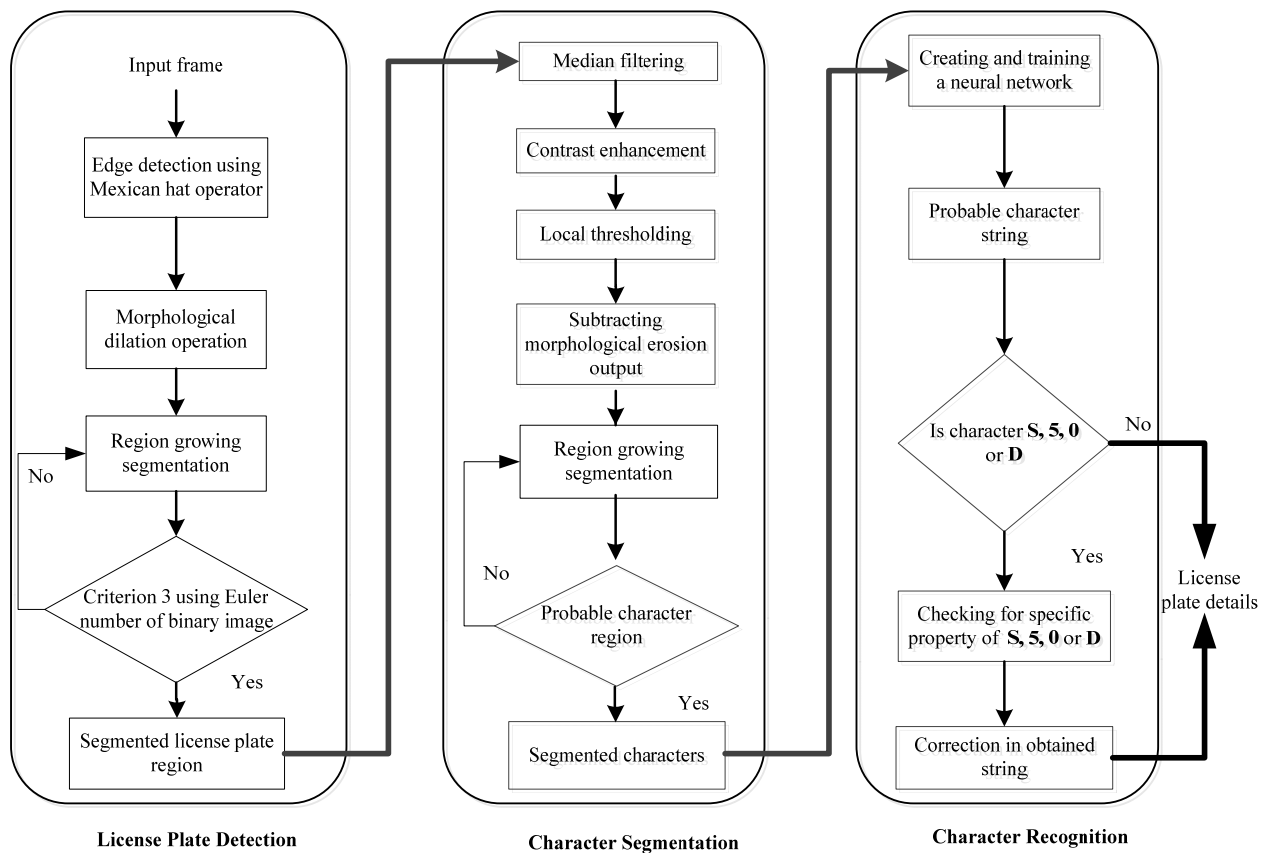 Input frame
Edge detection using
Mexican hat operator
Morphological
dilation operation
Region growing
segmentation
No
Criterion 3 using Euler
number of binary image
Yes
Segmented license plate
region
License Plate Detection
Median filtering
Contrast enhancement
Local thresholding
Subtracting
morphological erosion
output
Region growing
segmentation
No
Probable character
region
Yes
Segmented characters
Character Segmentation
Creating and training
a neural network
Probable character
string
Is character S, 5, 0
or D
No
Yes
Checking for specific
property of S, 5, 0 or D
Correction in obtained
string
License
plate details
Character Recognition